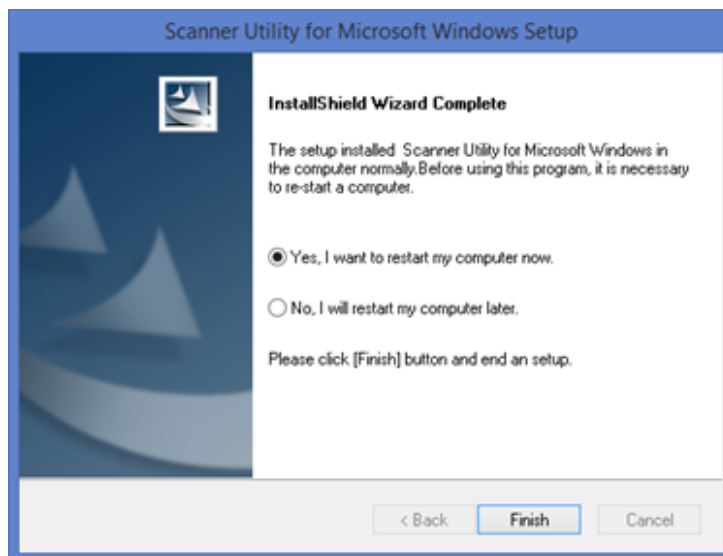 Scanner Utility for Microsoft Windows Setup
InstallShield Wizard Complete
The setup installed  Scanner Utility for Microsoft Windows in
the computer normally.Before using this program, it is necessary
to re-start a computer.
Yes, I want to restart my computer now.
No, I will restart my computer later.
Please click [Finish] button and end an setup.
< Back
Finish
Cancel